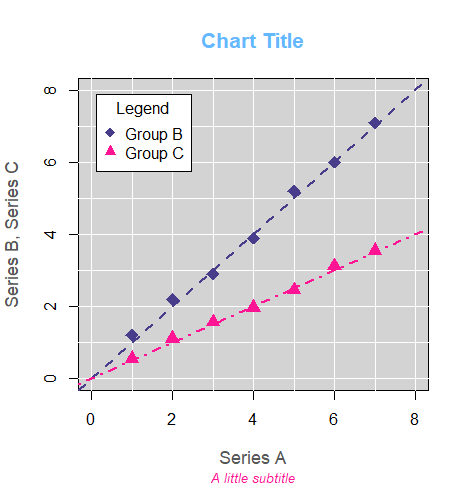 Chart Title
Series B, Series C
8
6
4
2
0
Legend
Group B
Group C
0 2 4 6 8
Series A
A little subtitle